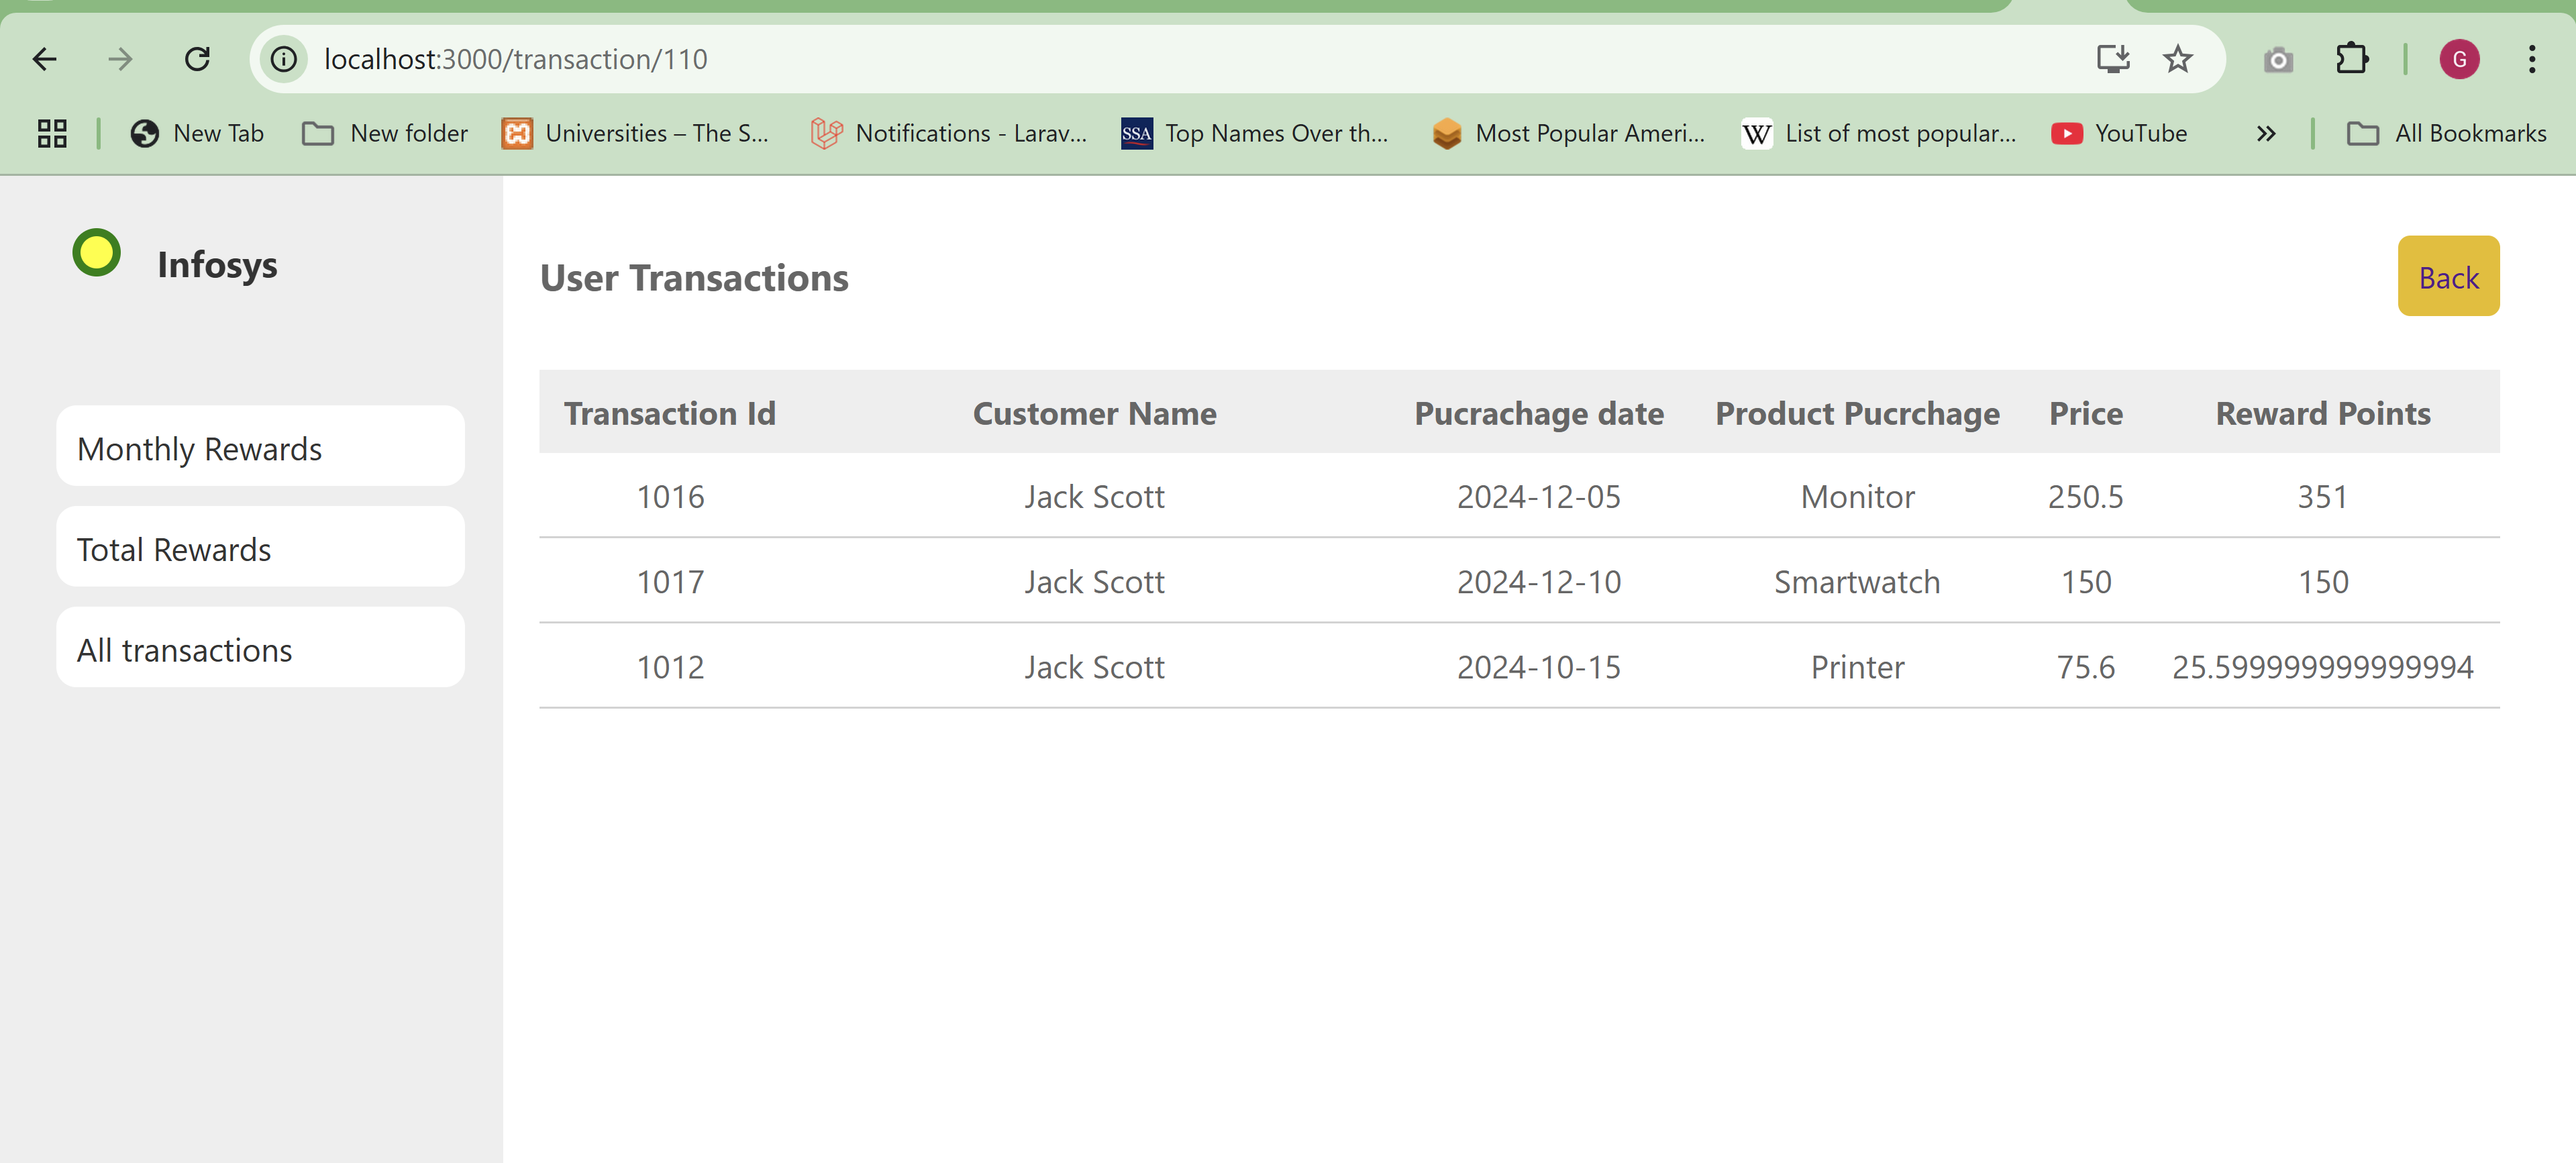 localhost:3000/transaction/110
G
New Tab New folder Universities – The S... Notifications - Larav... SSA Top Names Over th... Most Popular Ameri... W List of most popular... YouTube » All Bookmarks
Infosys
Monthly Rewards
Total Rewards
All transactions
User Transactions
Back
Transaction Id Customer Name Pucrachage date Product Pucrchage Price Reward Points
1016 Jack Scott 2024-12-05 Monitor 250.5 351
1017 Jack Scott 2024-12-10 Smartwatch 150 150
1012 Jack Scott 2024-10-15 Printer 75.6 25.599999999999994